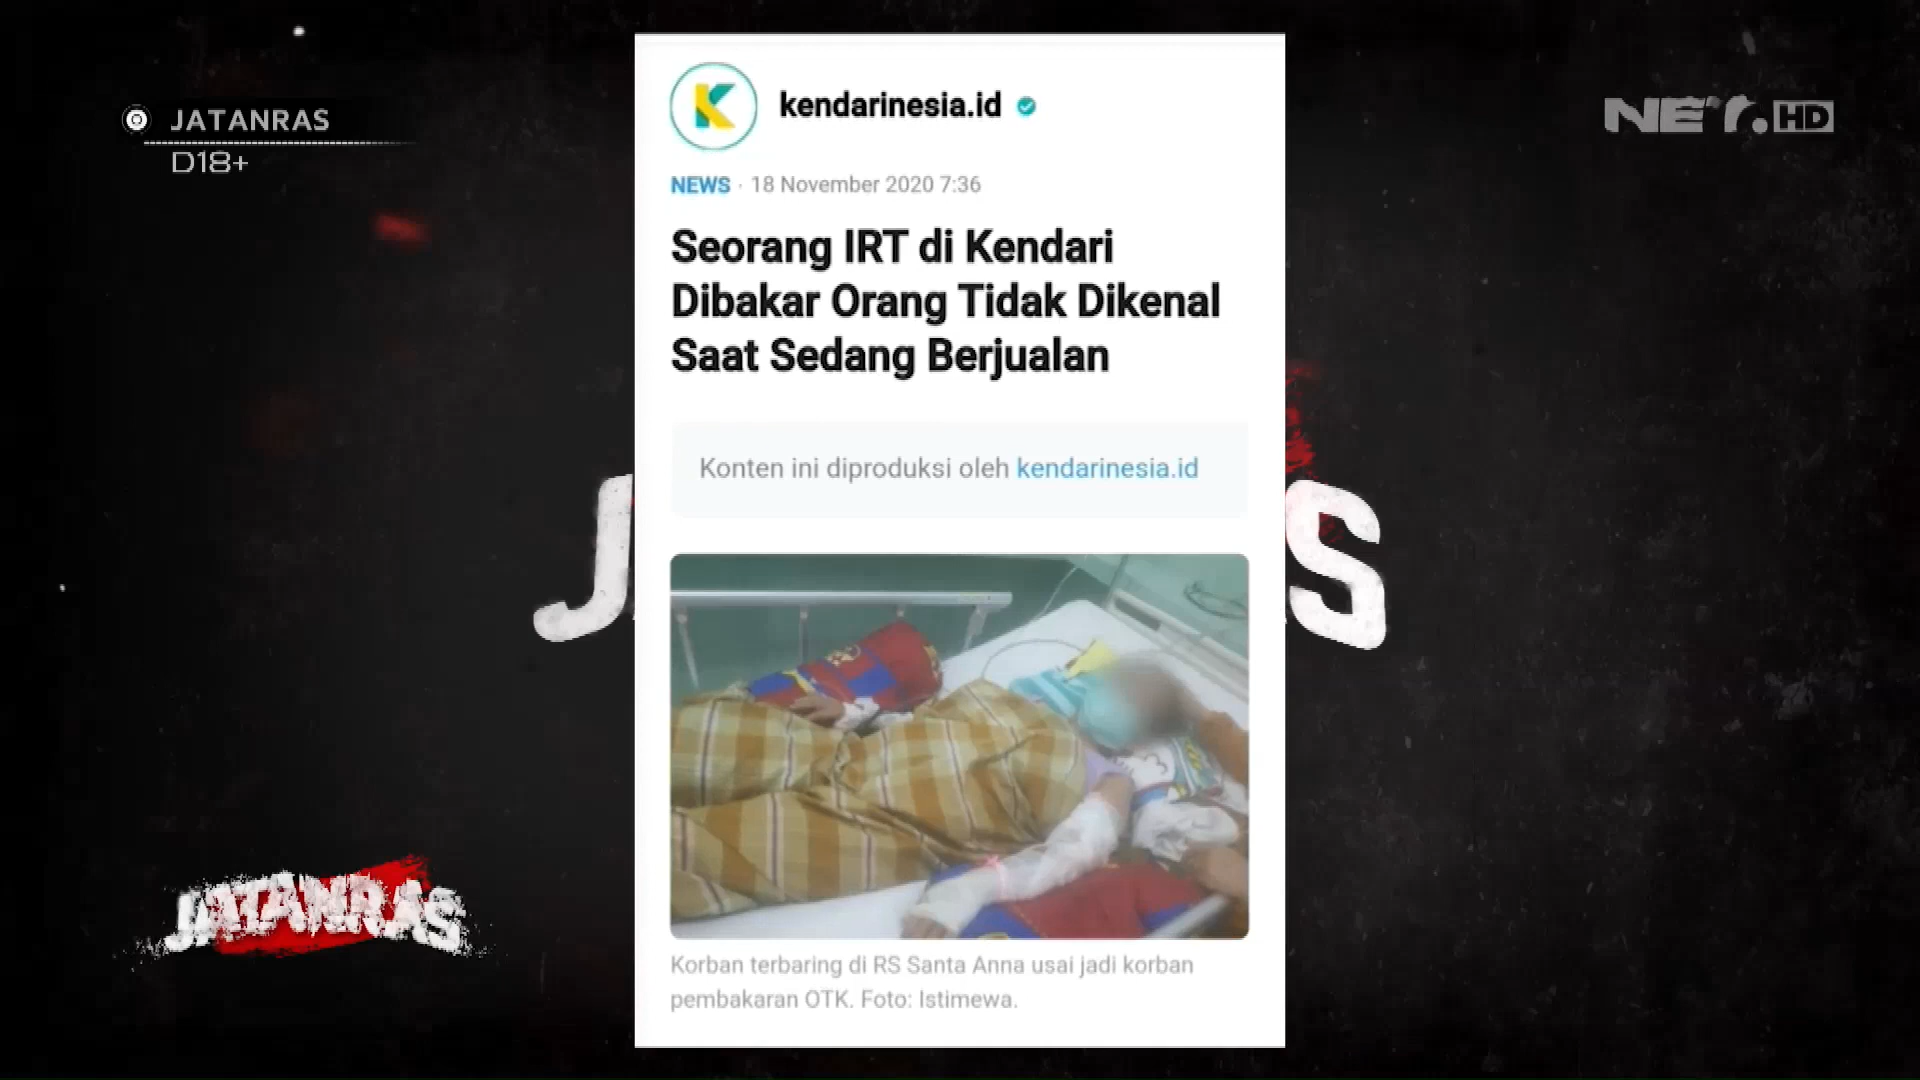 JATANRAS
D18+
NET. HD
kendarinesia.id
NEWS · 18 November 2020 7:36
Seorang IRT di Kendari
Dibakar Orang Tidak Dikenal
Saat Sedang Berjualan
Konten ini diproduksi oleh kendarinesia.id
J
S
Korban terbaring di RS Santa Anna usai jadi korban
pembakaran OTK. Foto: Istimewa.
JATANRAS